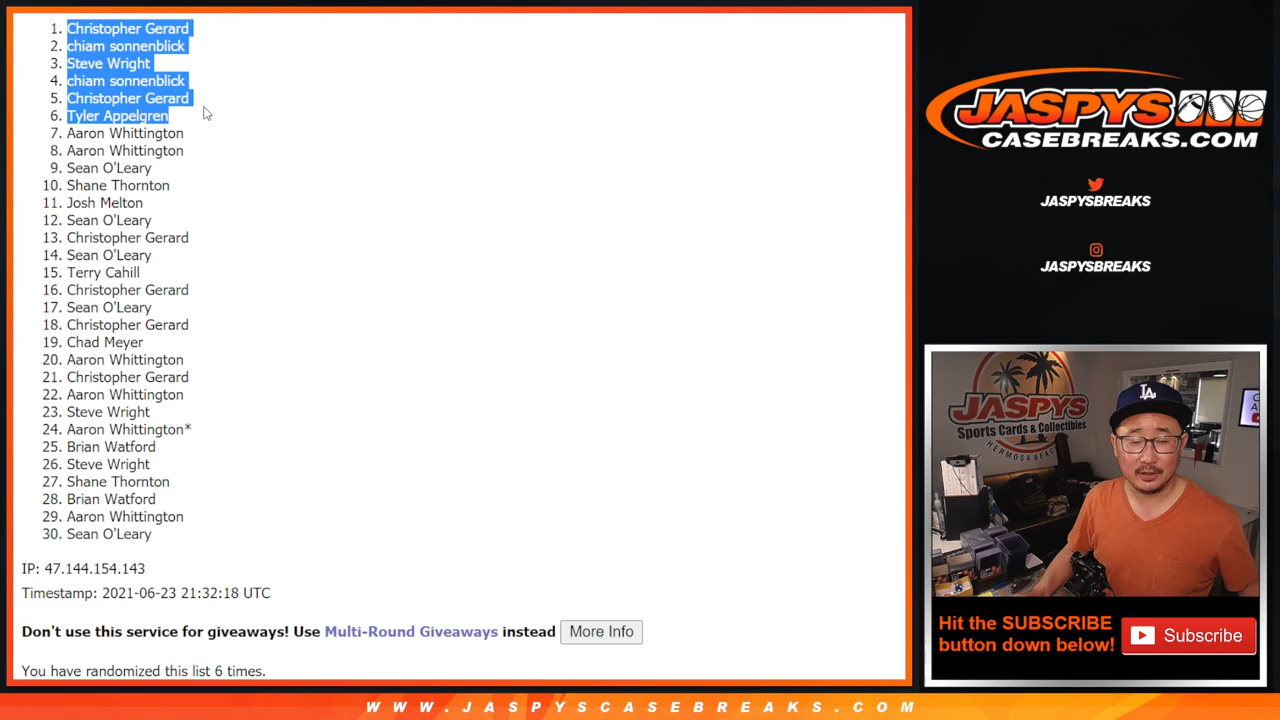 1. Christopher Gerard
2. chiam sonnenblick
3. Steve Wright
4. chiam sonnenblick
5. Christopher Gerard
6. Tyler Appelgren
7. Aaron Whittington
8. Aaron Whittington
9. Sean O'Leary
10. Shane Thornton
11. Josh Melton
12. Sean O'Leary
13. Christopher Gerard
14. Sean O'Leary
15. Terry Cahill
16. Christopher Gerard
17. Sean O'Leary
18. Christopher Gerard
19. Chad Meyer
20. Aaron Whittington
21. Christopher Gerard
22. Aaron Whittington
23. Steve Wright
24. Aaron Whittington*
25. Brian Watford
26. Steve Wright
27. Shane Thornton
28. Brian Watford
29. Aaron Whittington
30. Sean O'Leary
IP: 47.144.154.143
Timestamp: 2021-06-23 21:32:18 UTC
Don't use this service for giveaways! Use Multi-Round Giveaways instead More Info
You have randomized this list 6 times.
JASPYS
CASEBREAKS.COM
JASPYSBREAKS
JASPYSBREAKS
JASPYS
Sports Cards & Collectibles
HERMOSA BEACH
LA
Hit the SUBSCRIBE
button down below!
Subscribe
WWW.JASPYSCASEBREAKS.COM